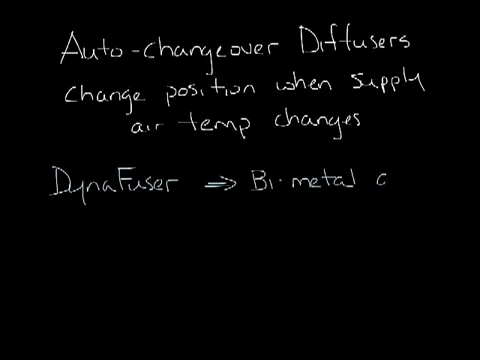 Auto-changeover Diffusers
change position when supply
air temp changes
DynaFuser => Bi-metal c